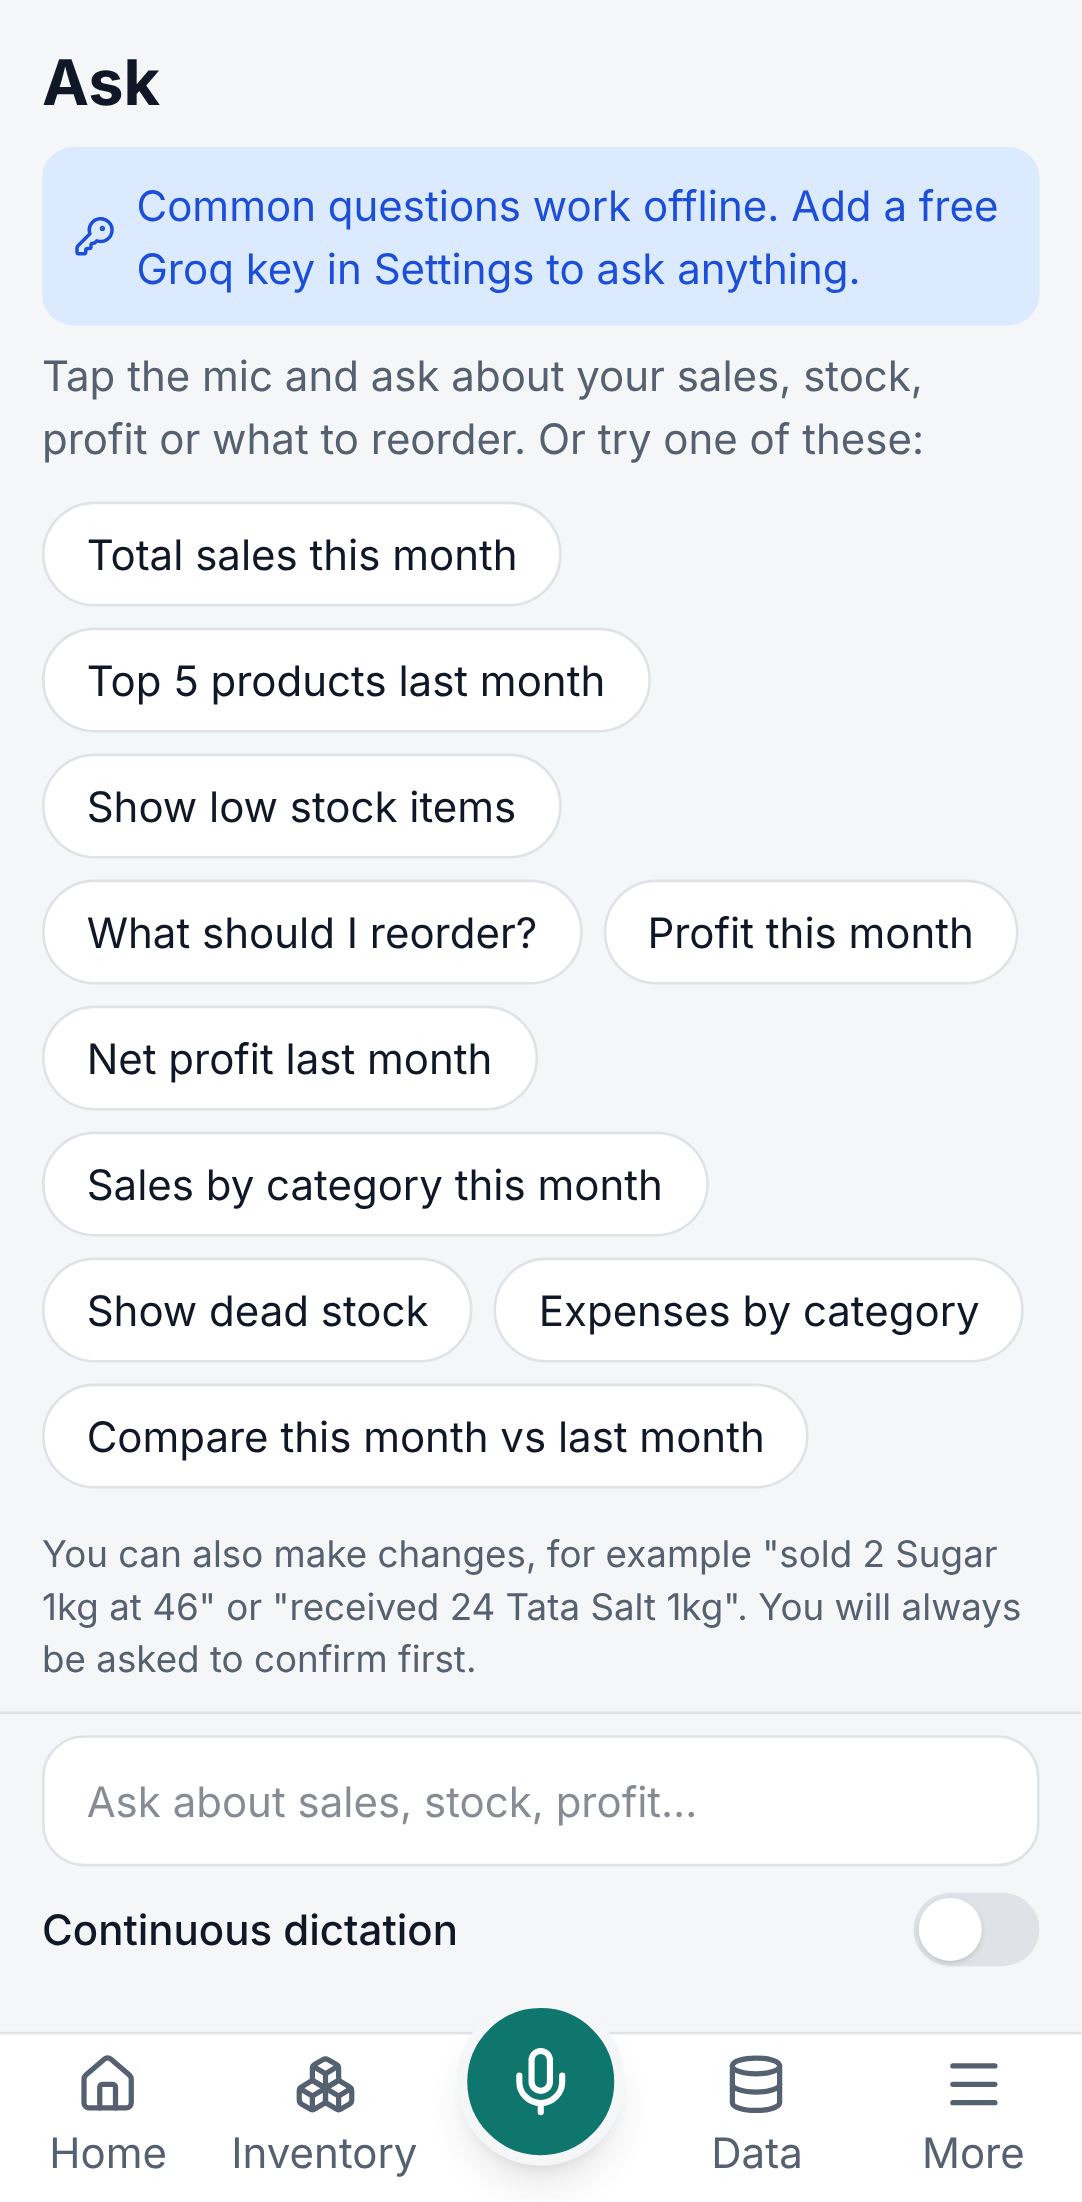 Ask
Common questions work offline. Add a free
Groq key in Settings to ask anything.
Tap the mic and ask about your sales, stock,
profit or what to reorder. Or try one of these:
Total sales this month
Top 5 products last month
Show low stock items
What should I reorder?
Profit this month
Net profit last month
Sales by category this month
Show dead stock
Expenses by category
Compare this month vs last month
You can also make changes, for example "sold 2 Sugar
1kg at 46" or "received 24 Tata Salt 1kg". You will always
be asked to confirm first.
Ask about sales, stock, profit...
Continuous dictation
Home
Inventory
Data
More